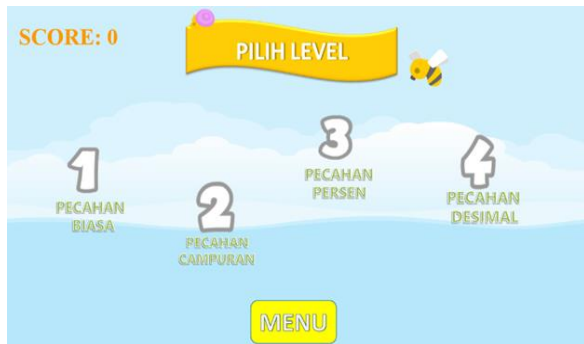 SCORE: 0
PILIH LEVEL
1
PECAHAN
BIASA
2
PECAHAN
CAMPURAN
3
PECAHAN
PERSEN
4
PECAHAN
DESIMAL
MENU